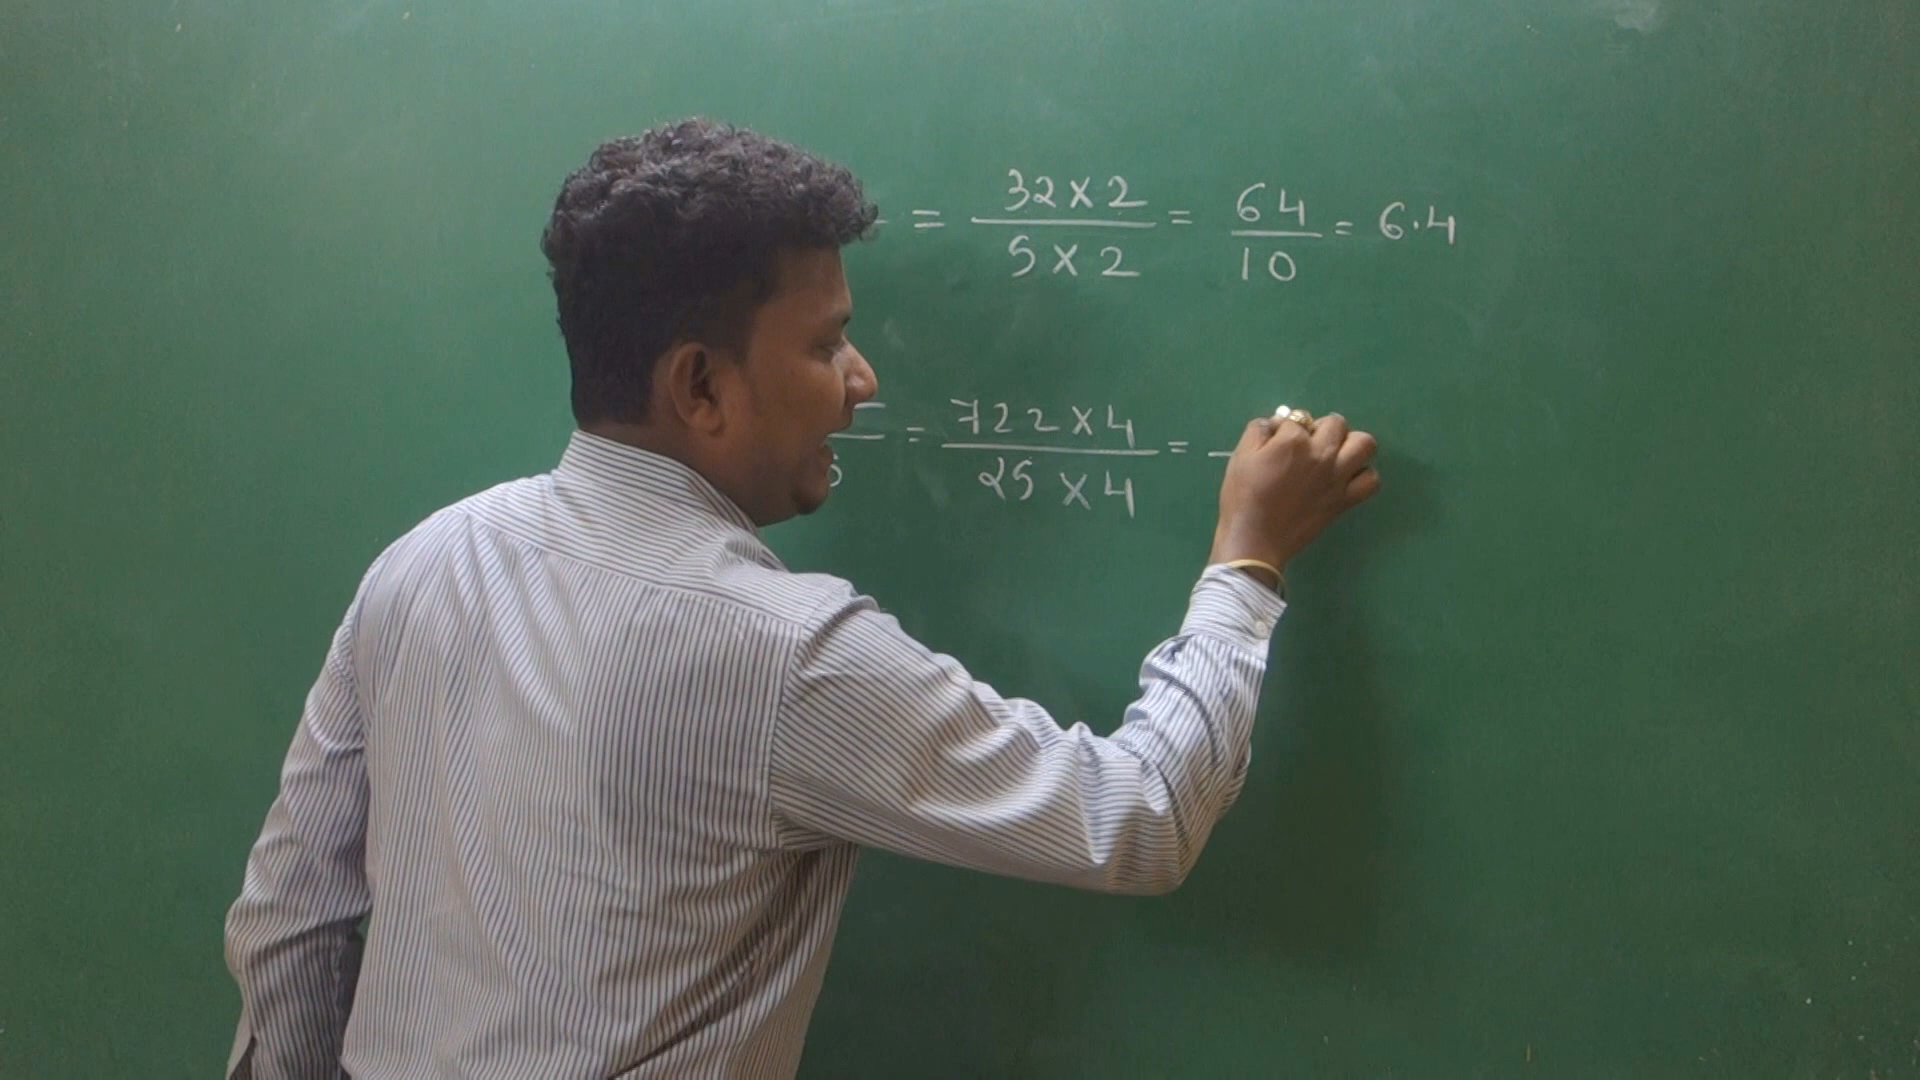 = 32 x 2 / 5 x 2 = 64 / 10 = 6.4
= 722 x 4 / 25 x 4 =